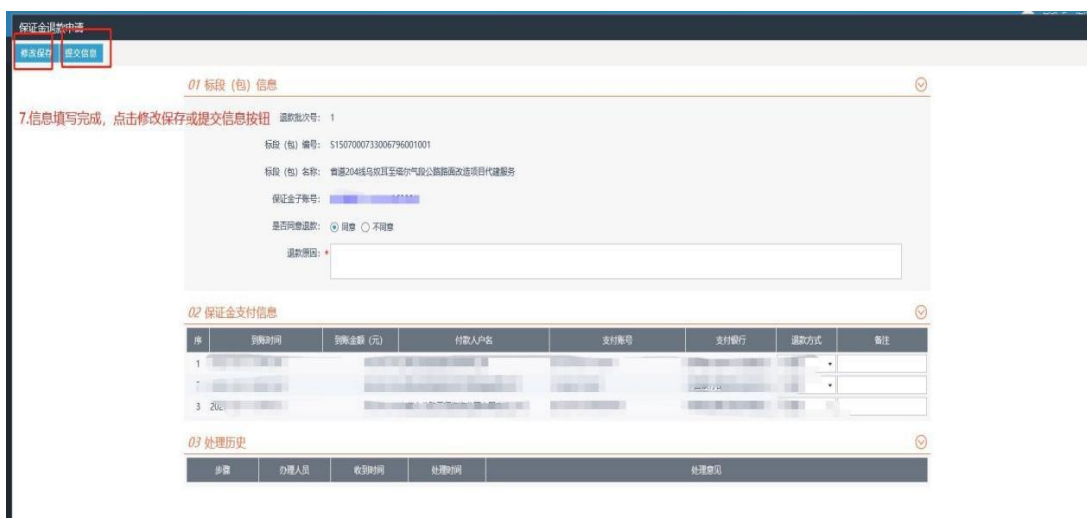 保证金退款申请
修改保存 提交信息
01 标段（包）信息
7.信息填写完成，点击修改保存或提交信息按钮 退款批次号： 1
标段（包）编号： S1507000733006796001001
标段（包）名称： 省道204线乌奴耳至塔尔气段公路路面改造项目代建服务
保证金子账号：
是否同意退款： 同意 不同意
退款原因： *
02 保证金支付信息
序 到账时间 到账金额（元） 付款人户名 支付账号 支付银行 退款方式 备注
1
3 202
03 处理历史
步骤 办理人员 收到时间 处理时间 处理意见